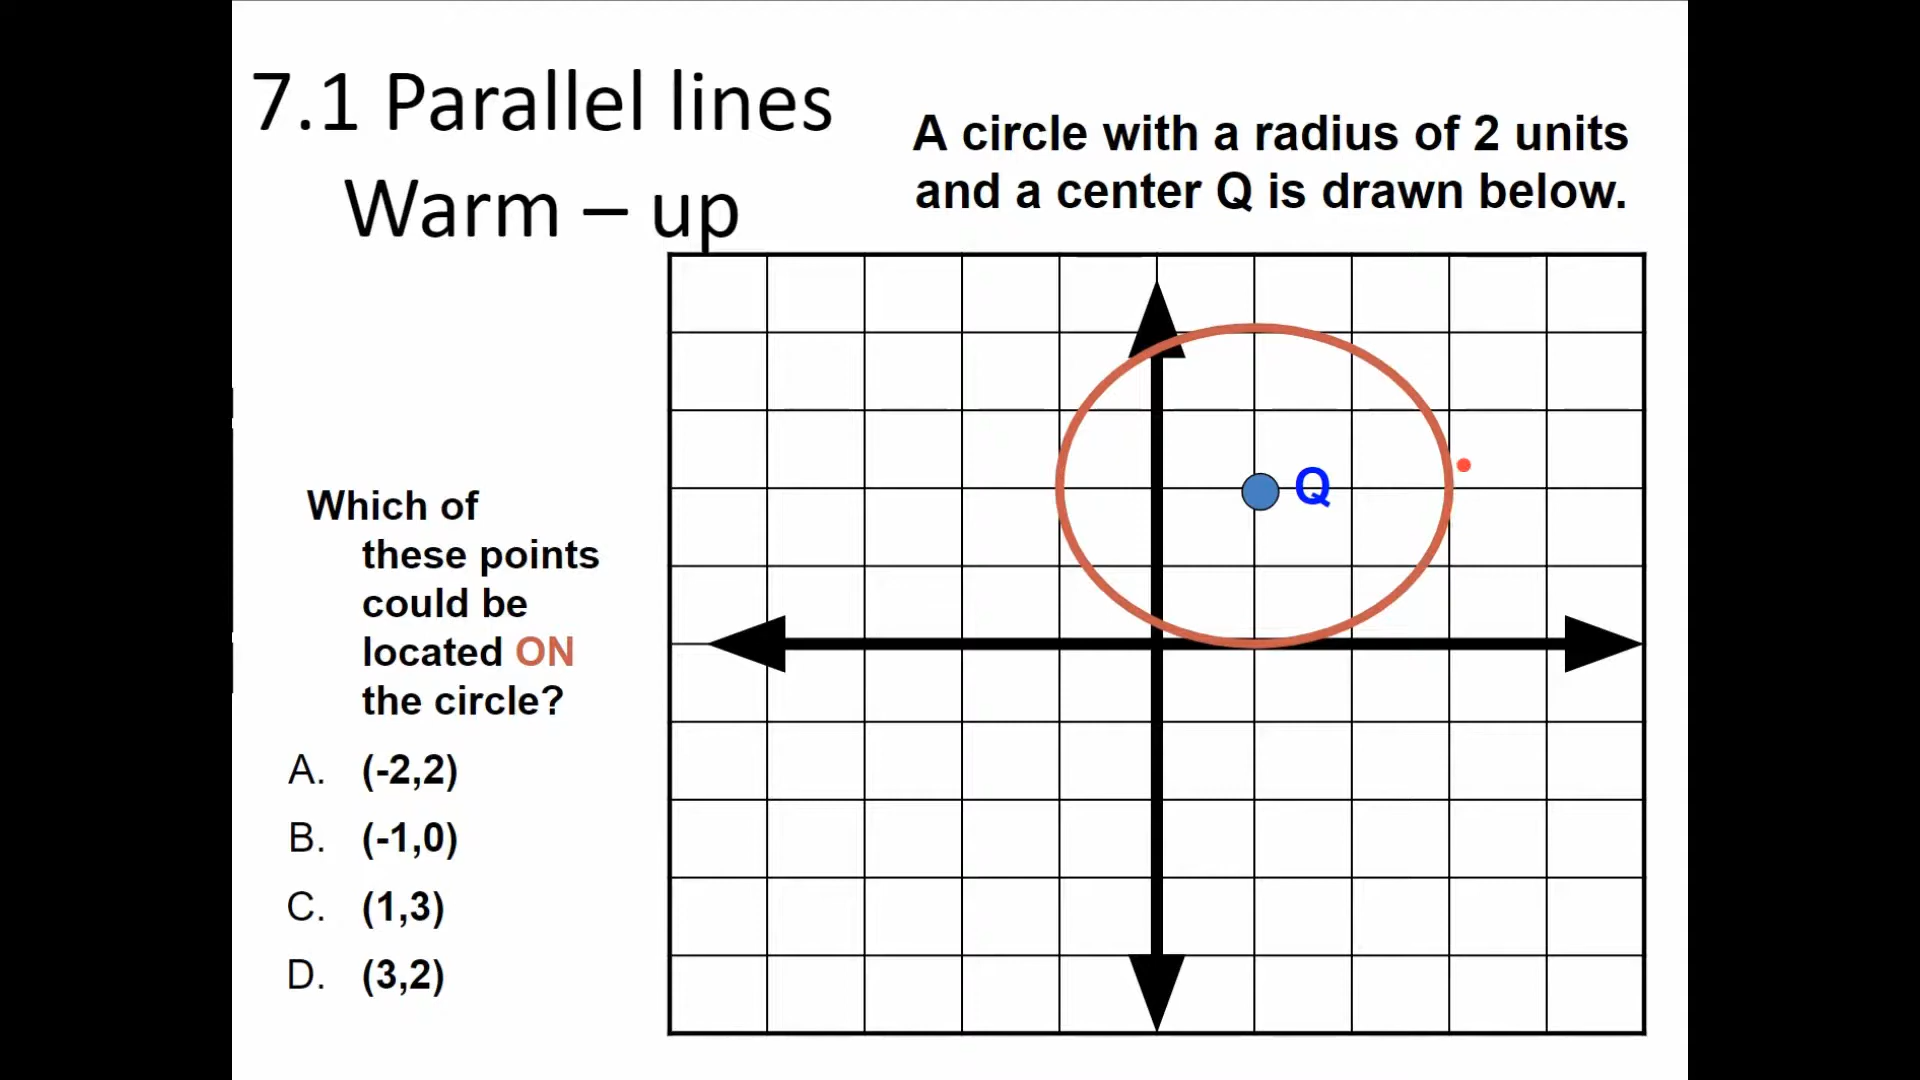 7.1 Parallel lines
Warm – up
A circle with a radius of 2 units
and a center Q is drawn below.
Q
Which of
these points
could be
located ON
the circle?
A. (-2,2)
B. (-1,0)
C. (1,3)
D. (3,2)